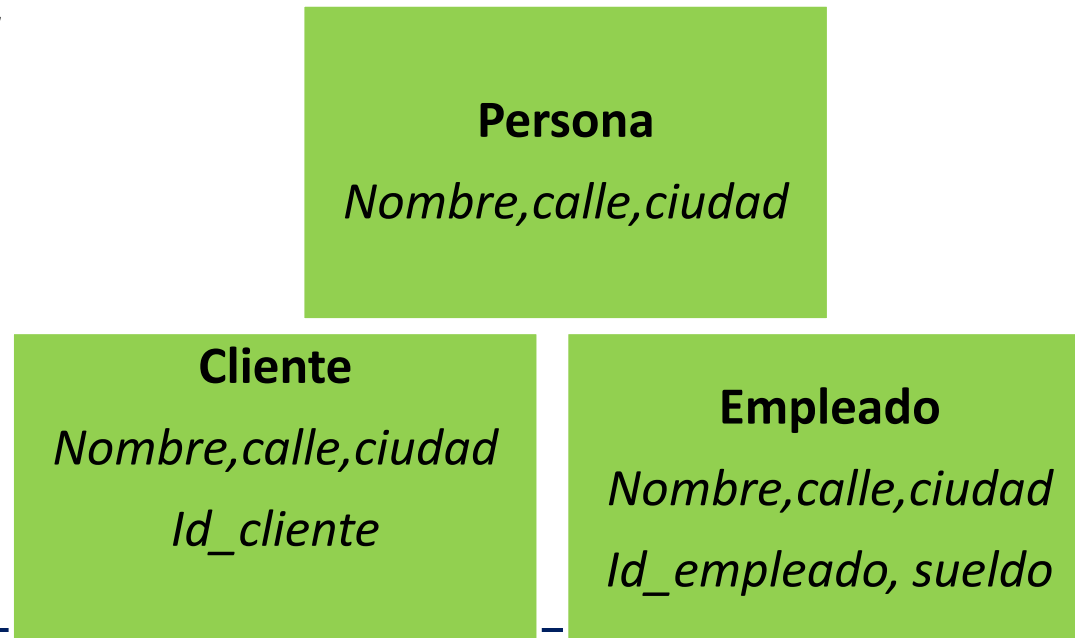 Persona
Nombre,calle,ciudad
Cliente
Nombre,calle,ciudad
Id_cliente
Empleado
Nombre,calle,ciudad
Id_empleado, sueldo